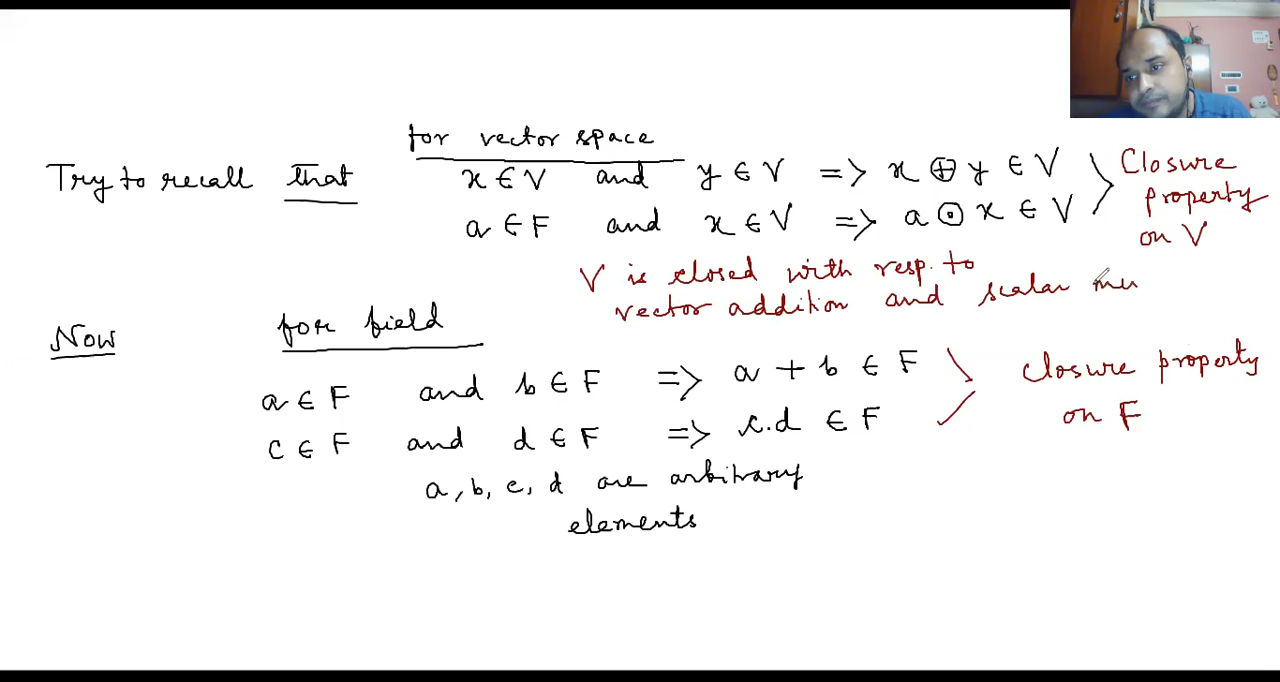 for vector space
Try to recall that x ∈ V and y ∈ V => x ⊕ y ∈ V
a ∈ F and x ∈ V => a ⊙ x ∈ V
Closure
property
on V
V is closed with resp. to
vector addition and scalar mu
Now for field
a ∈ F and b ∈ F => a + b ∈ F
c ∈ F and d ∈ F => c.d ∈ F
closure property
on F
a, b, c, d are arbitrary
elements